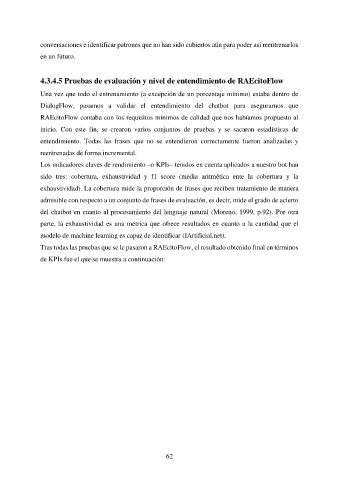 conversaciones e identificar patrones que no han sido cubiertos aún para poder así reentrenarlos
en un futuro.
4.3.4.5 Pruebas de evaluación y nivel de entendimiento de RAEcitoFlow
Una vez que todo el entrenamiento (a excepción de un porcentaje mínimo) estaba dentro de
DialogFlow, pasamos a validar el entendimiento del chatbot para asegurarnos que
RAEcitoFlow contaba con los requisitos mínimos de calidad que nos habíamos propuesto al
inicio. Con este fin, se crearon varios conjuntos de pruebas y se sacaron estadísticas de
entendimiento. Todas las frases que no se entendieron correctamente fueron analizadas y
reentrenadas de forma incremental.
Los indicadores claves de rendimiento –o KPIs– tenidos en cuenta aplicados a nuestro bot han
sido tres: cobertura, exhaustividad y f1 score (media aritmética ente la cobertura y la
exhaustividad). La cobertura mide la proporción de frases que reciben tratamiento de manera
admisible con respecto a un conjunto de frases de evaluación, es decir, mide el grado de acierto
del chatbot en cuanto al procesamiento del lenguaje natural (Moreno, 1999, p.92). Por otra
parte, la exhaustividad es una métrica que ofrece resultados en cuanto a la cantidad que el
modelo de machine learning es capaz de identificar (IArtificial.net).
Tras todas las pruebas que se le pasaron a RAEcitoFlow, el resultado obtenido final en términos
de KPIs fue el que se muestra a continuación:
62